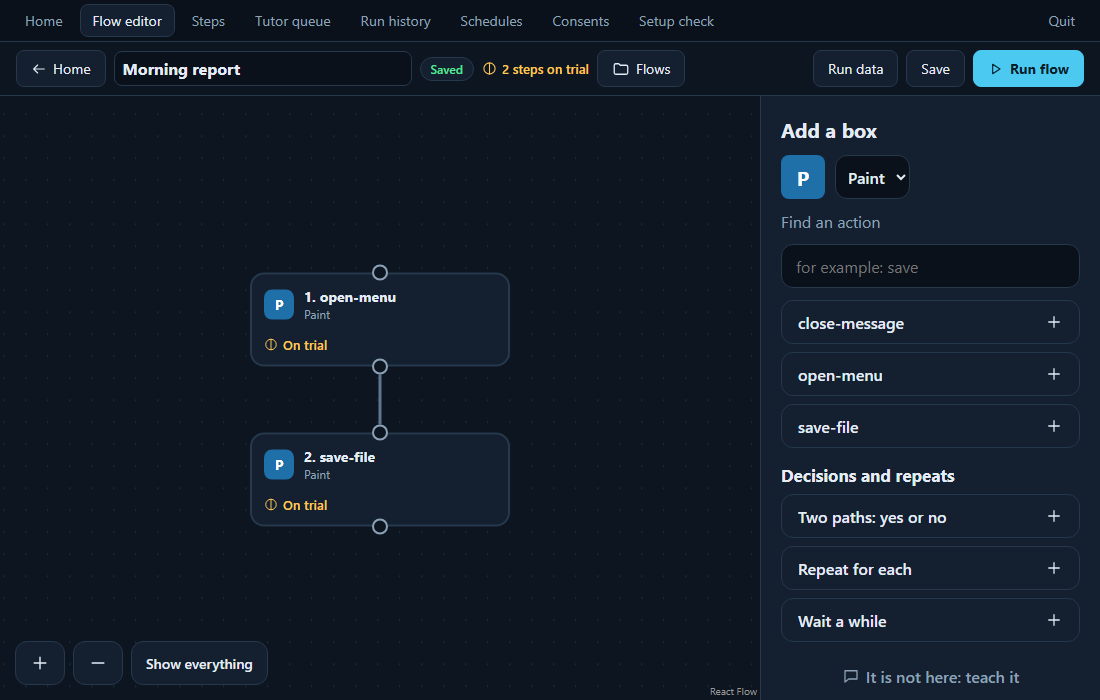 Home
Flow editor
Steps
Tutor queue
Run history
Schedules
Consents
Setup check
Quit
Home
Morning report
Saved
2 steps on trial
Flows
Run data
Save
Run flow
P
1. open-menu
Paint
On trial
P
2. save-file
Paint
On trial
Show everything
React Flow
Add a box
P
Paint
Find an action
for example: save
close-message
open-menu
save-file
Decisions and repeats
Two paths: yes or no
Repeat for each
Wait a while
It is not here: teach it